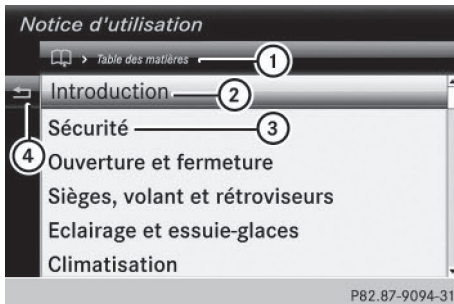 Notice d'utilisation
> Table des matières
1
Introduction
2
Sécurité
3
4
Ouverture et fermeture
Sièges, volant et rétroviseurs
Eclairage et essuie-glaces
Climatisation
P82.87-9094-31